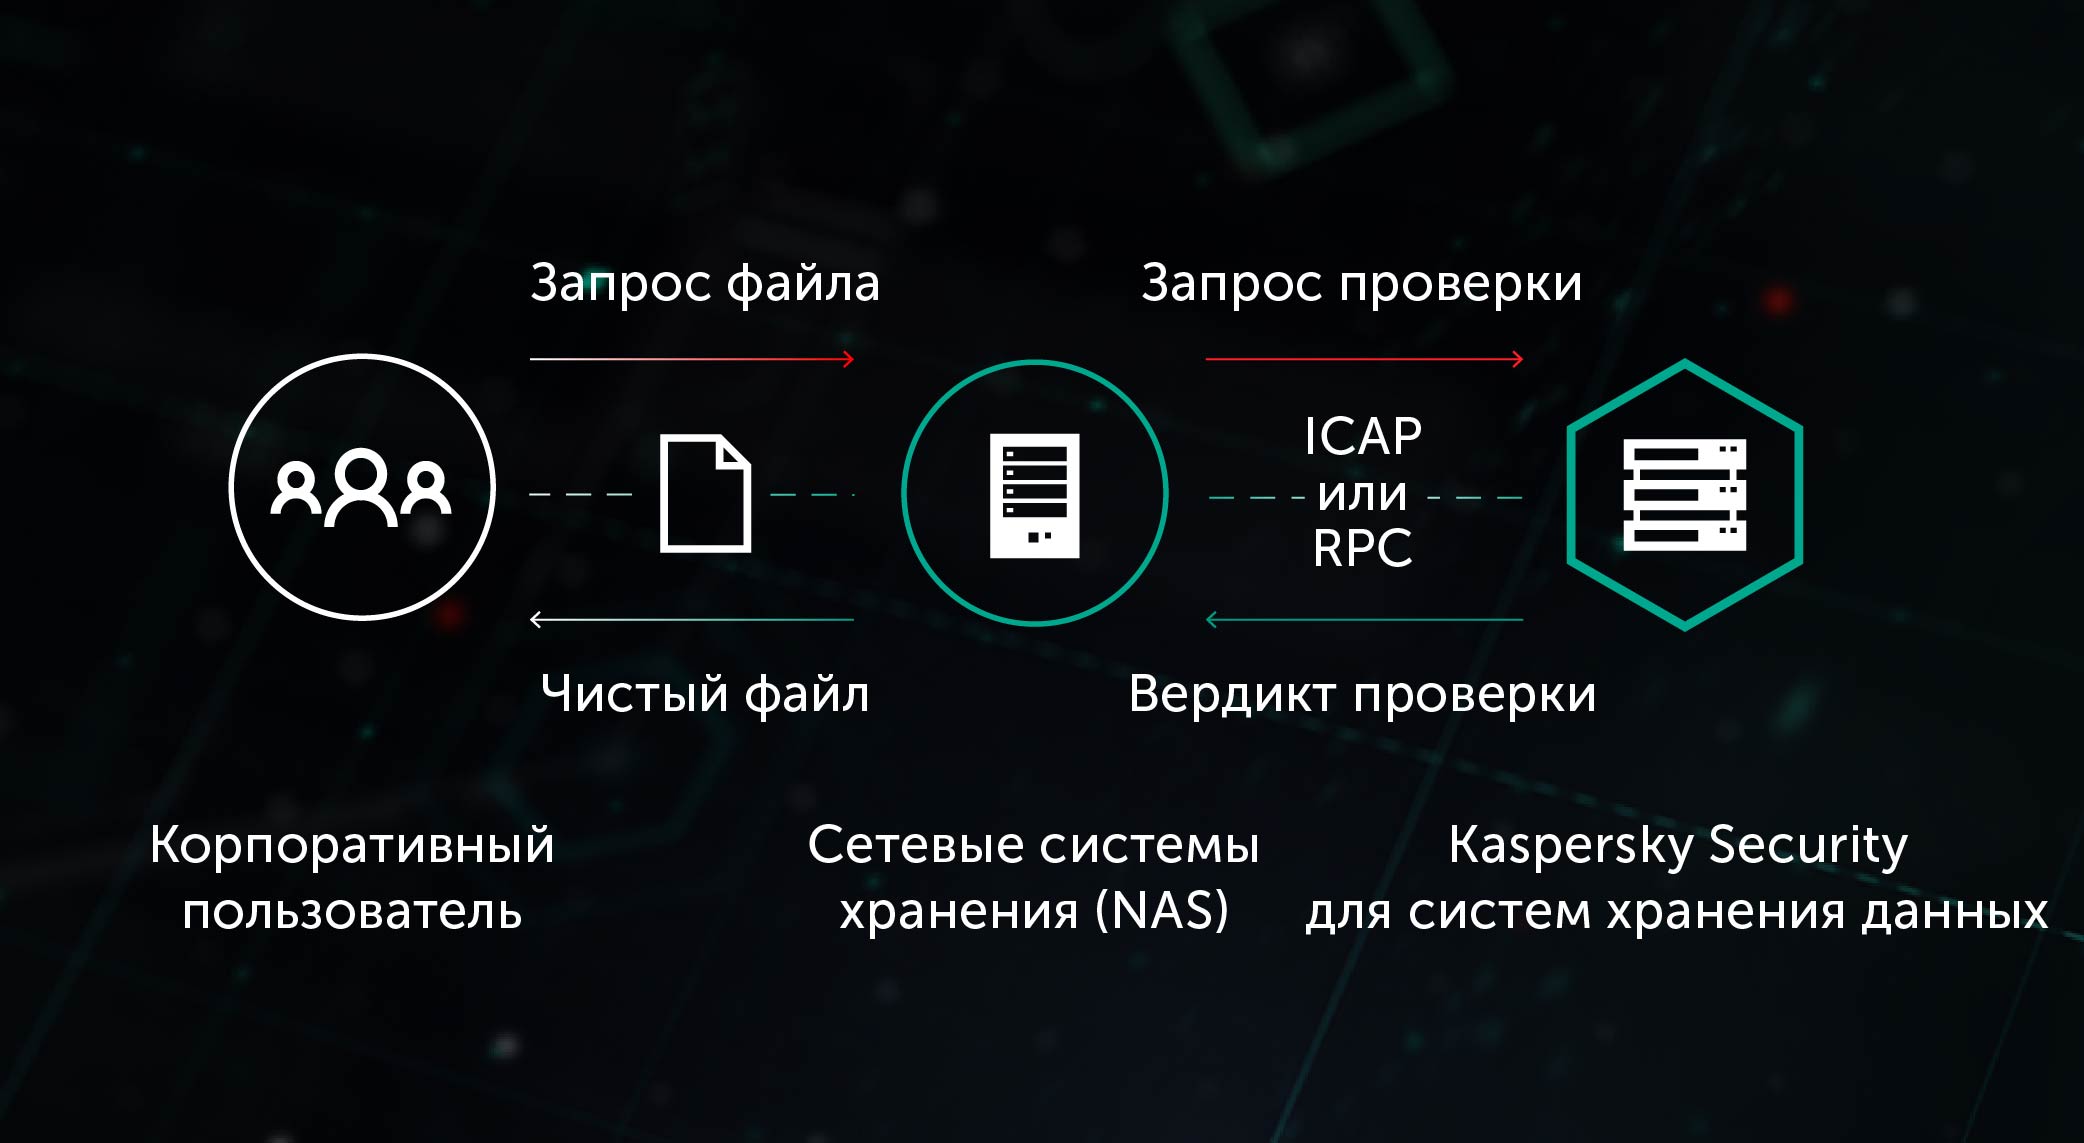 Запрос файла
Запрос проверки
ICAP
или
RPC
Чистый файл
Вердикт проверки
Корпоративный
пользователь
Сетевые системы
хранения (NAS)
Kaspersky Security
для систем хранения данных